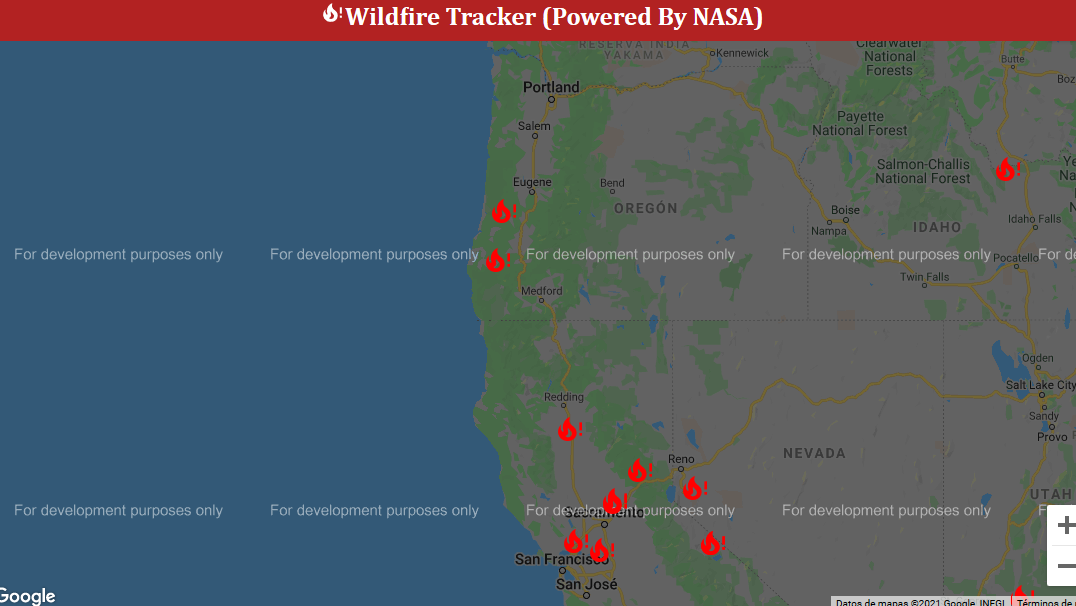 Wildfire Tracker (Powered By NASA)
RESERVA INDIA
YAKAMA
Kennewick
Clearwater
National
Forests
Butte
Portland
Salem
Payette
National Forest
Salmon-Challis
National Forest
Eugene
Bend
OREGÓN
Boise
Nampa
IDAHO
Idaho Falls
For development purposes only
For development purposes only
For development purposes only
For development purposes only
Pocatello
Twin Falls
Medford
Ogden
Salt Lake City
Sandy
Provo
Redding
Reno
NEVADA
UTAH
For development purposes only
For development purposes only
For development purposes only
For development purposes only
Sacramento
San Francisco
San José
Google
Datos de mapas ©2021 Google, INEGI
Términos de